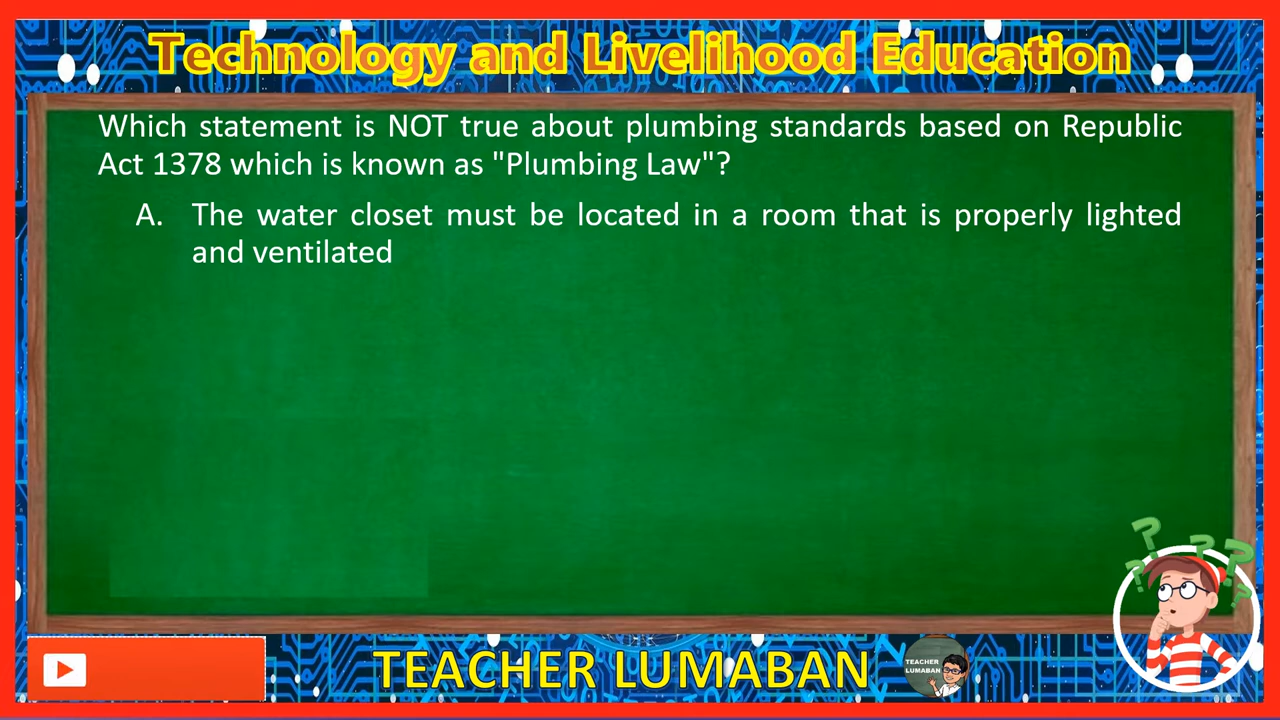 Technology and Livelihood Education
Which statement is NOT true about plumbing standards based on Republic
Act 1378 which is known as "Plumbing Law"?
A. The water closet must be located in a room that is properly lighted
and ventilated
TEACHER LUMABAN
TEACHER
LUMABAN